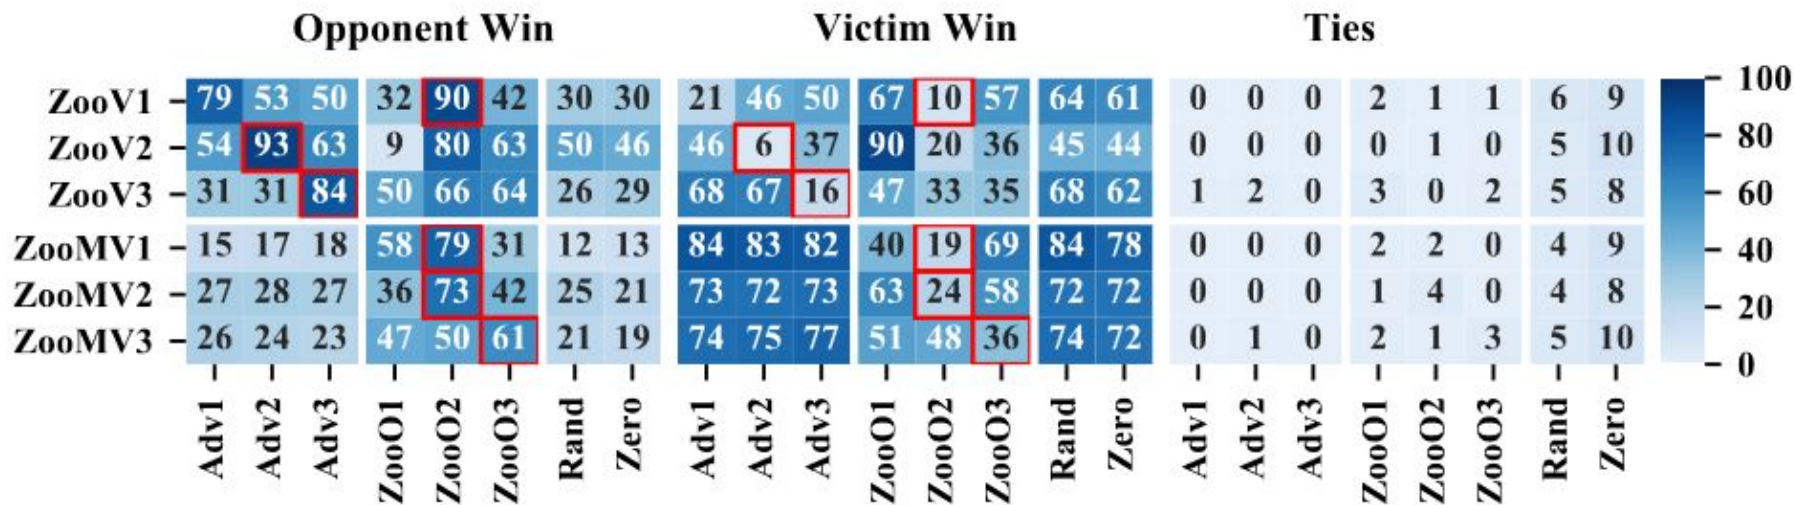 Opponent Win Victim Win Ties
ZooV1 79 53 50 32 90 42 30 30 21 46 50 67 10 57 64 61 0 0 0 2 1 1 6 9 100
ZooV2 54 93 63 9 80 63 50 46 46 6 37 90 20 36 45 44 0 0 0 0 1 0 5 10 80
ZooV3 31 31 84 50 66 64 26 29 68 67 16 47 33 35 68 62 1 2 0 3 0 2 5 8 60
ZooMV1 15 17 18 58 79 31 12 13 84 83 82 40 19 69 84 78 0 0 0 2 2 0 4 9 40
ZooMV2 27 28 27 36 73 42 25 21 73 72 73 63 24 58 72 72 0 0 0 1 4 0 4 8 20
ZooMV3 26 24 23 47 50 61 21 19 74 75 77 51 48 36 74 72 0 1 0 2 1 3 5 10 0
Adv1 Adv2 Adv3 ZooO1 ZooO2 ZooO3 Rand Zero Adv1 Adv2 Adv3 ZooO1 ZooO2 ZooO3 Rand Zero Adv1 Adv2 Adv3 ZooO1 ZooO2 ZooO3 Rand Zero